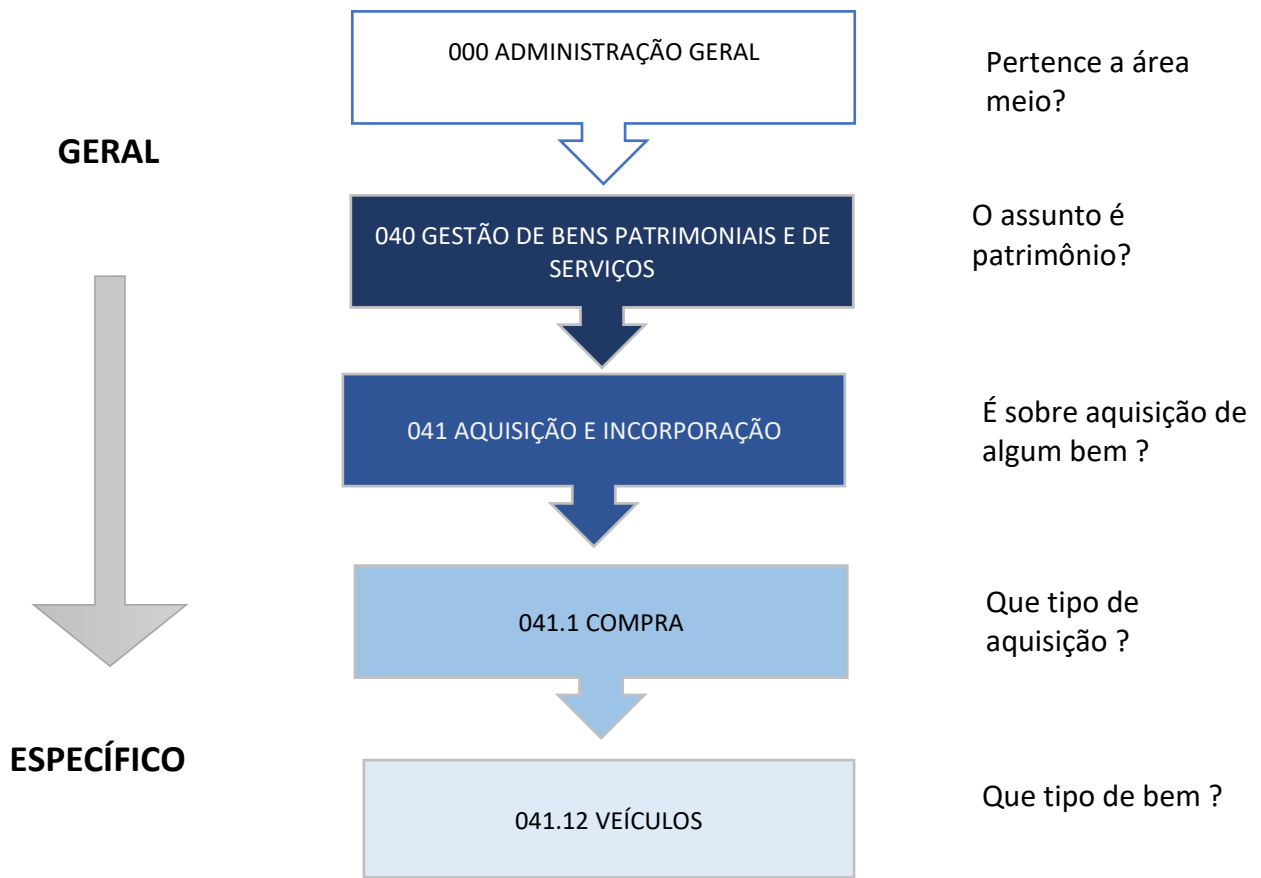 000 ADMINISTRAÇÃO GERAL
Pertence a área
meio?
GERAL
040 GESTÃO DE BENS PATRIMONIAIS E DE
SERVIÇOS
O assunto é
patrimônio?
041 AQUISIÇÃO E INCORPORAÇÃO
É sobre aquisição de
algum bem ?
041.1 COMPRA
Que tipo de
aquisição ?
ESPECÍFICO
041.12 VEÍCULOS
Que tipo de bem ?